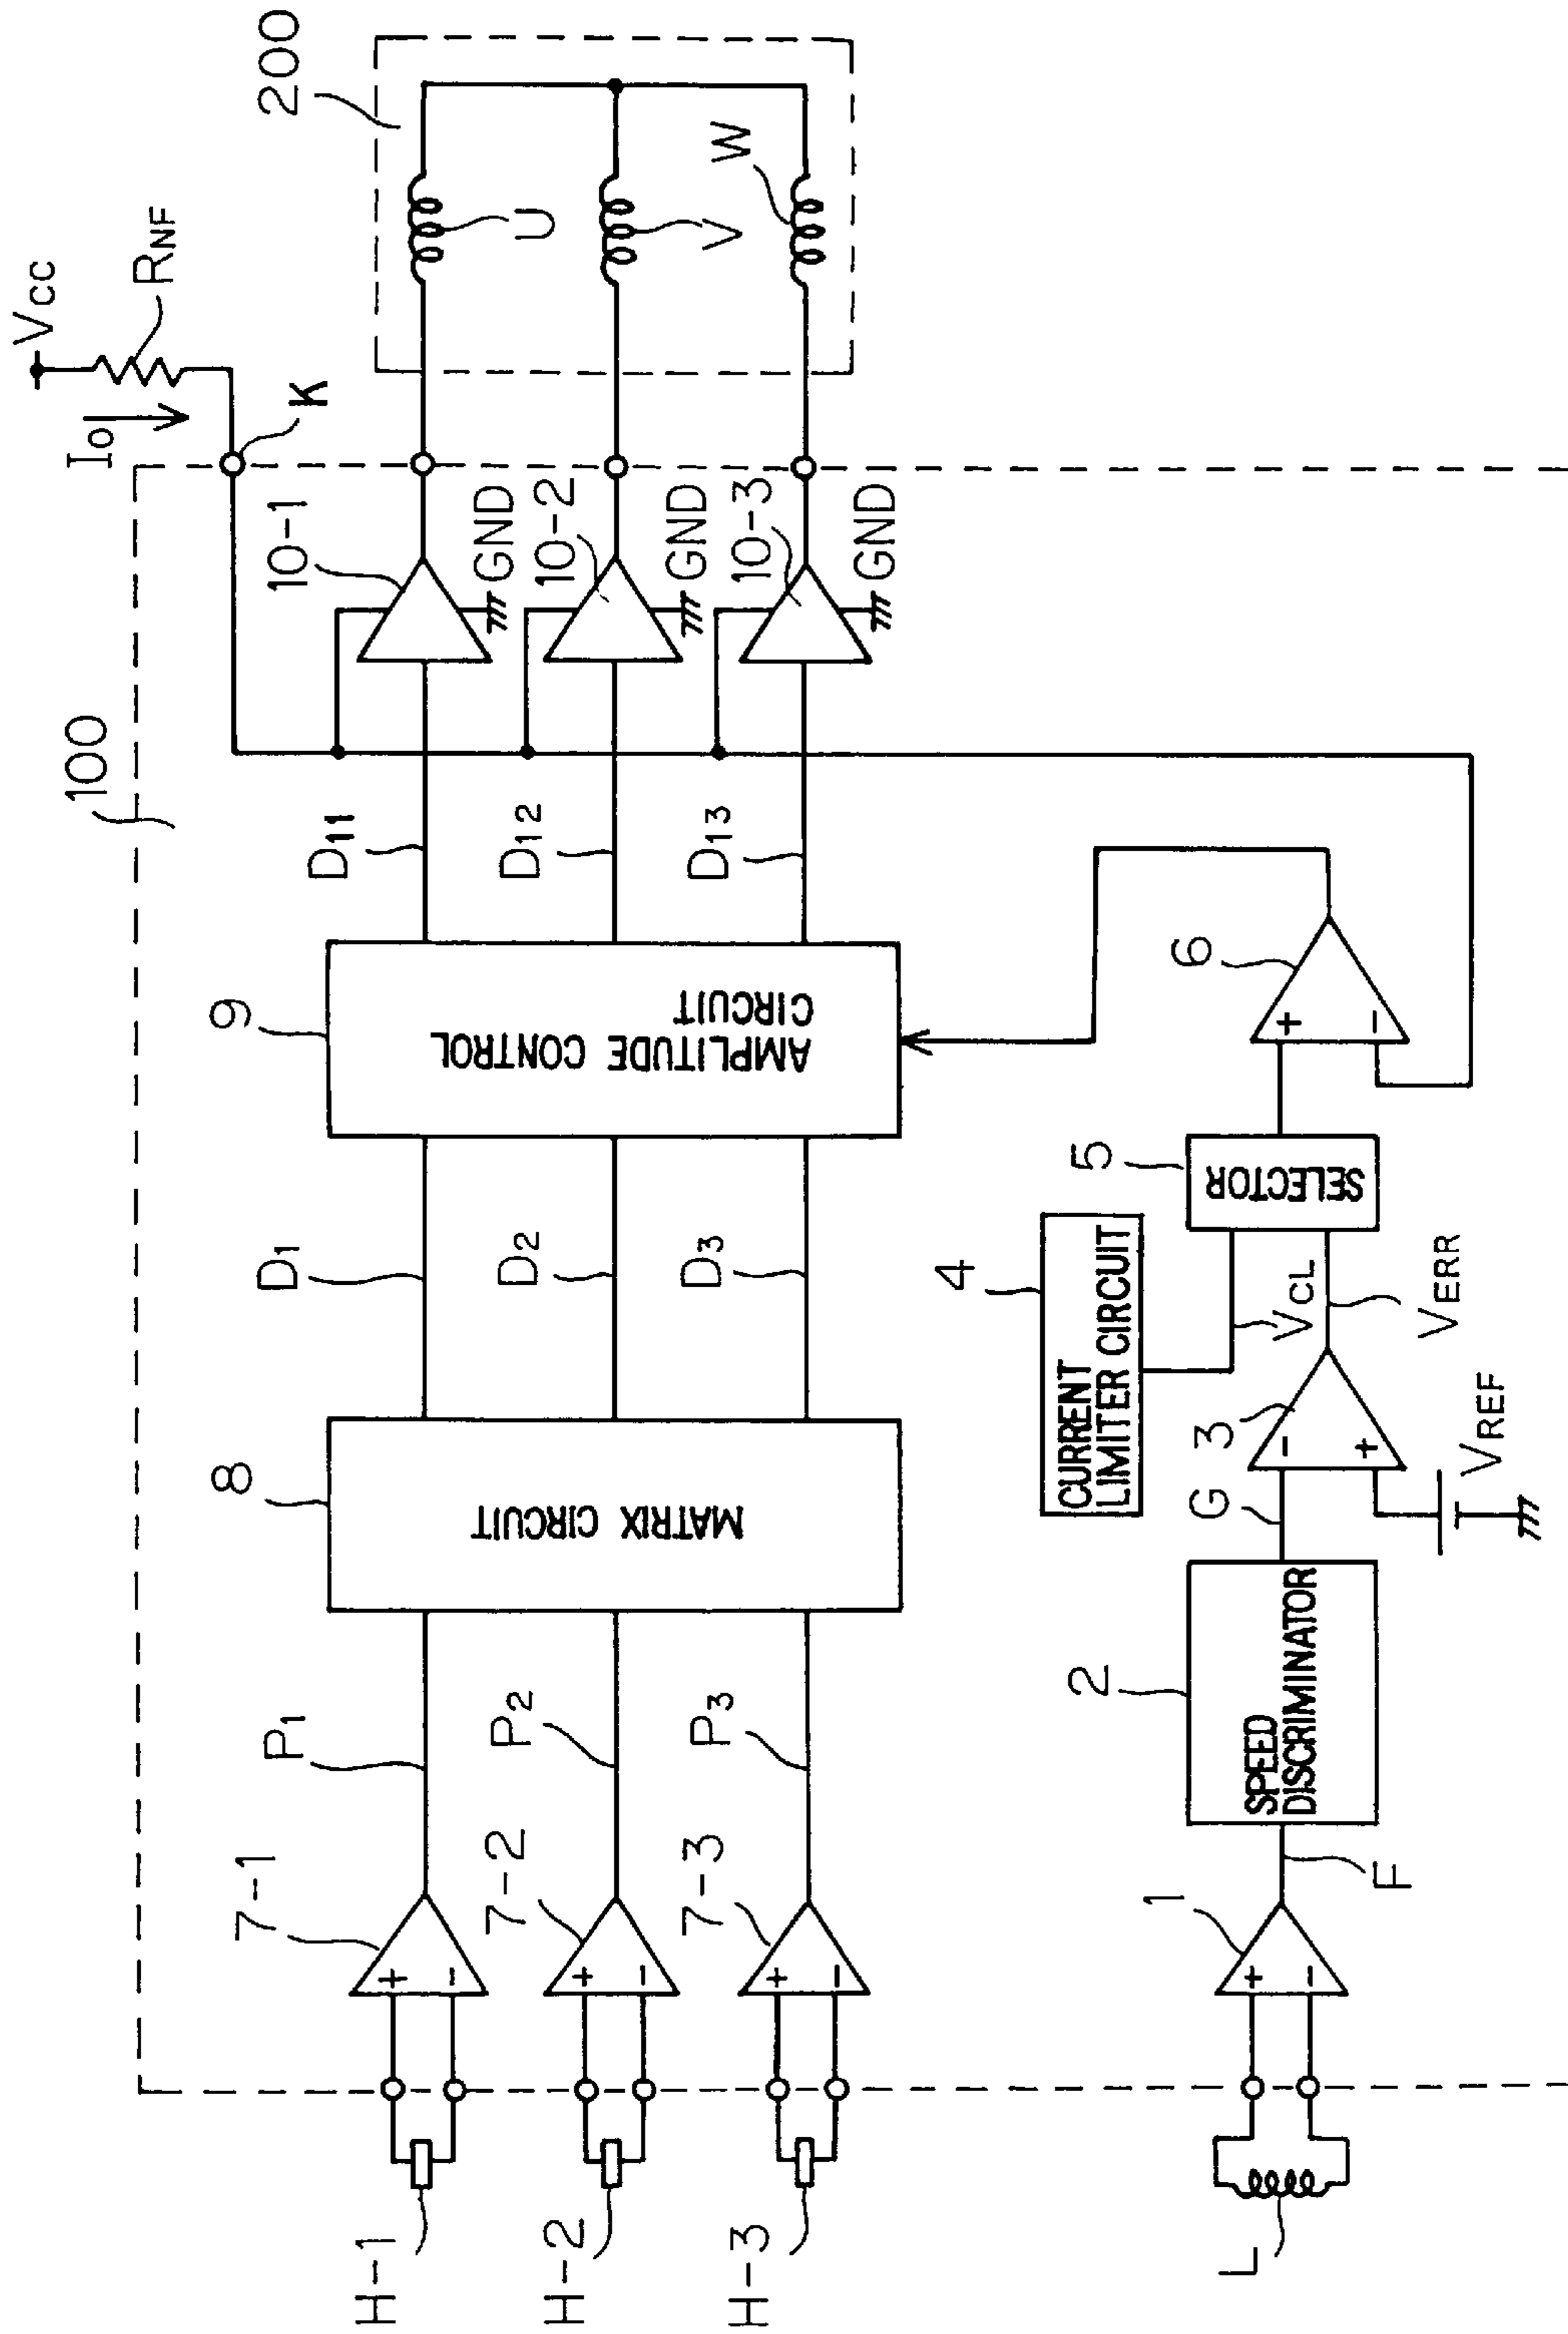 VCC
RNF
IO
K
200
100
U
V
W
10-1
GND
10-2
GND
10-3
GND
D11
D12
D13
9
AMPLITUDE CONTROL
CIRCUIT
D1
D2
D3
8
MATRIX CIRCUIT
P1
P2
P3
7-1
+
-
7-2
+
-
7-3
+
-
H-1
H-2
H-3
6
+
-
5
SELECTOR
4
CURRENT
LIMITER CIRCUIT
VCL
VERR
3
-
+
VREF
G
2
SPEED
DISCRIMINATOR
F
1
+
-
L